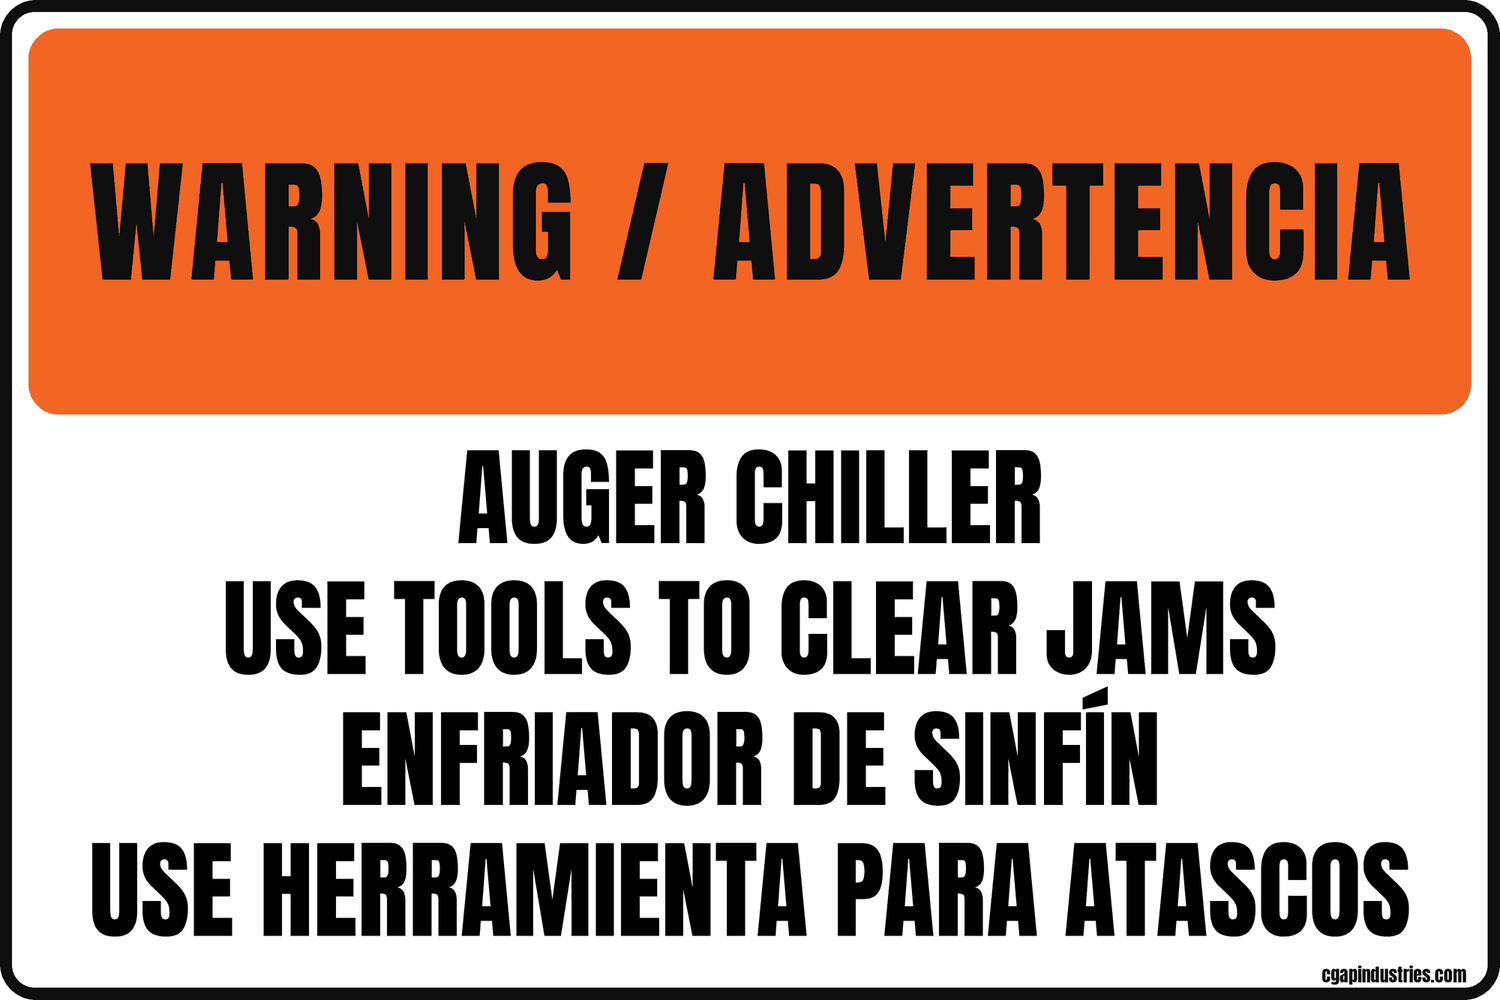 WARNING / ADVERTENCIA
AUGER CHILLER
USE TOOLS TO CLEAR JAMS
ENFRIADOR DE SINFÍN
USE HERRAMIENTA PARA ATASCOS
cgapindustries.com